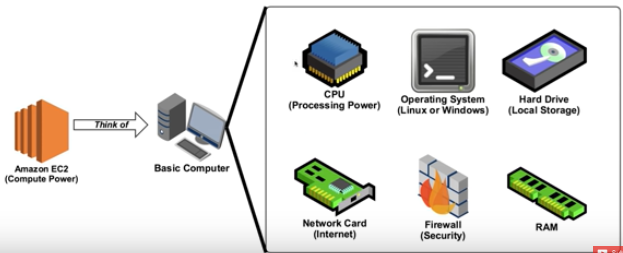 CPU
(Processing Power)
Operating System
(Linux or Windows)
Hard Drive
(Local Storage)
Think of
Amazon EC2
(Compute Power)
Basic Computer
Network Card
(Internet)
Firewall
(Security)
RAM